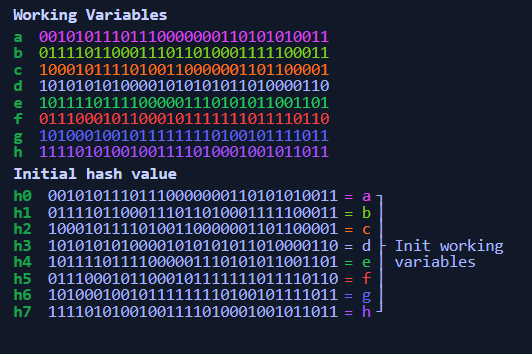 Working Variables
a 00101011101110000000110101010011
b 01111011000111011010001111100011
c 10001011110100110000001101100001
d 10101010100001010101011010000110
e 10111101111000001110101011001101
f 01110001011000101111111011110110
g 10100010010111111110100101111011
h 11110101001001111010001001011011
Initial hash value
h0 00101011101110000000110101010011 = a
h1 01111011000111011010001111100011 = b
h2 10001011110100110000001101100001 = c
h3 10101010100001010101011010000110 = d Init working
h4 10111101111000001110101011001101 = e variables
h5 01110001011000101111111011110110 = f
h6 10100010010111111110100101111011 = g
h7 11110101001001111010001001011011 = h